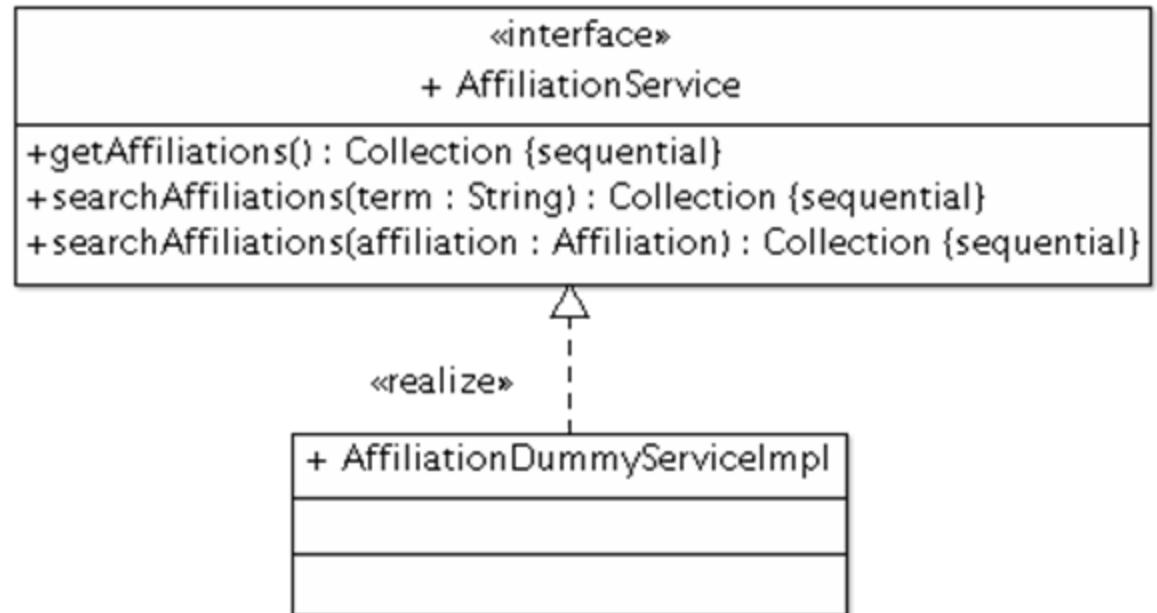 «interface»
+ AffiliationService
+getAffiliations() : Collection {sequential}
+searchAffiliations(term : String) : Collection {sequential}
+searchAffiliations(affiliation : Affiliation) : Collection {sequential}
«realize»
+ AffiliationDummyServiceImpl